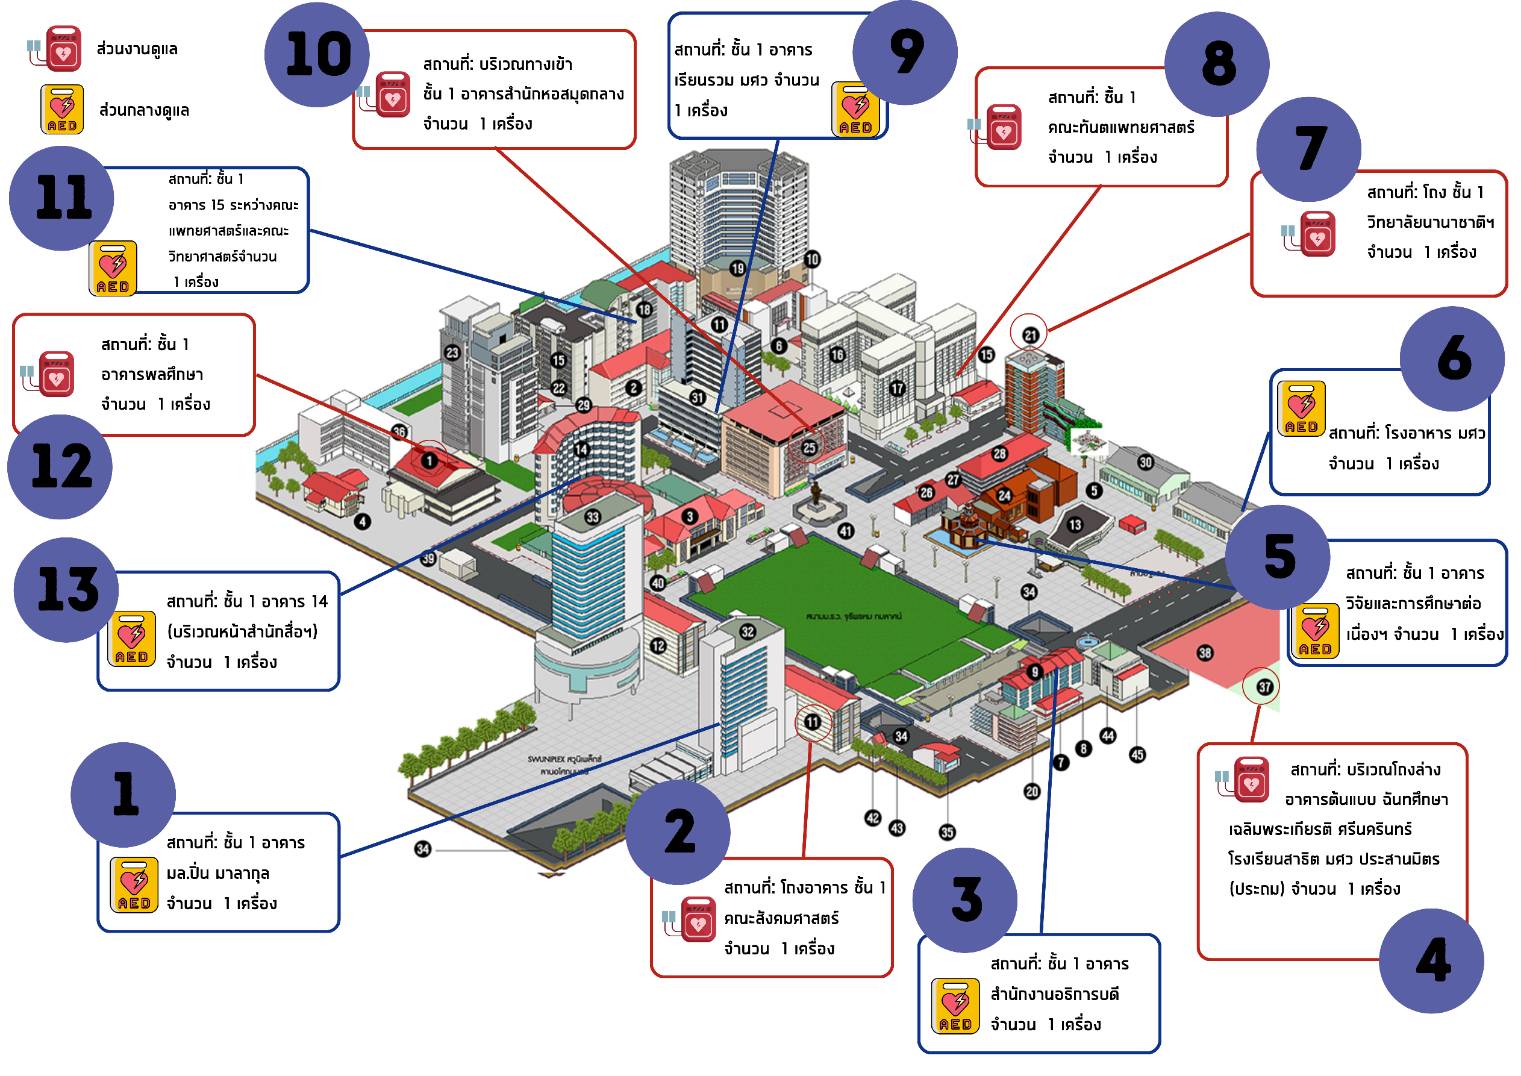 ส่วนงานดูแล
ส่วนกลางดูแล
10
สถานที่: บริเวณทางเข้า
ชั้น 1 อาคารสำนักหอสมุดกลาง
จำนวน 1 เครื่อง
9
สถานที่: ชั้น 1 อาคาร
เรียนรวม มศว จำนวน
1 เครื่อง
AED
8
สถานที่: ชั้น 1
คณะทันตแพทยศาสตร์
จำนวน 1 เครื่อง
7
สถานที่: โถง ชั้น 1
วิทยาลัยนานาชาติฯ
จำนวน 1 เครื่อง
11
สถานที่: ชั้น 1
อาคาร 15 ระหว่างคณะ
แพทยศาสตร์และคณะ
วิทยาศาสตร์จำนวน
1 เครื่อง
AED
12
สถานที่: ชั้น 1
อาคารพลศึกษา
จำนวน 1 เครื่อง
6
สถานที่: โรงอาหาร มศว
จำนวน 1 เครื่อง
5
สถานที่: ชั้น 1 อาคาร
วิจัยและการศึกษาต่อ
เนื่องฯ จำนวน 1 เครื่อง
AED
13
สถานที่: ชั้น 1 อาคาร 14
(บริเวณหน้าสำนักสื่อฯ)
จำนวน 1 เครื่อง
AED
19
10
18
11
6
16
15
21
23
15
22
2
31
17
29
36
1
14
25
28
30
27
26
24
5
4
33
3
41
13
39
40
34
สนามม.ร.ว. จุรีพรหม กมลาศน์
12
32
9
38
37
11
34
7
8
44
45
20
42
43
35
34
SWUNIPLEX สวูนิเพล็กซ์
ลานอโศกมนตรี
1
สถานที่: ชั้น 1 อาคาร
มล.ปิ่น มาลากุล
จำนวน 1 เครื่อง
AED
2
สถานที่: โถงอาคาร ชั้น 1
คณะสังคมศาสตร์
จำนวน 1 เครื่อง
3
สถานที่: ชั้น 1 อาคาร
สำนักงานอธิการบดี
จำนวน 1 เครื่อง
AED
4
สถานที่: บริเวณโถงล่าง
อาคารต้นแบบ ฉันทศึกษา
เฉลิมพระเกียรติ ศรีนครินทร์
โรงเรียนสาธิต มศว ประสานมิตร
(ประถม) จำนวน 1 เครื่อง